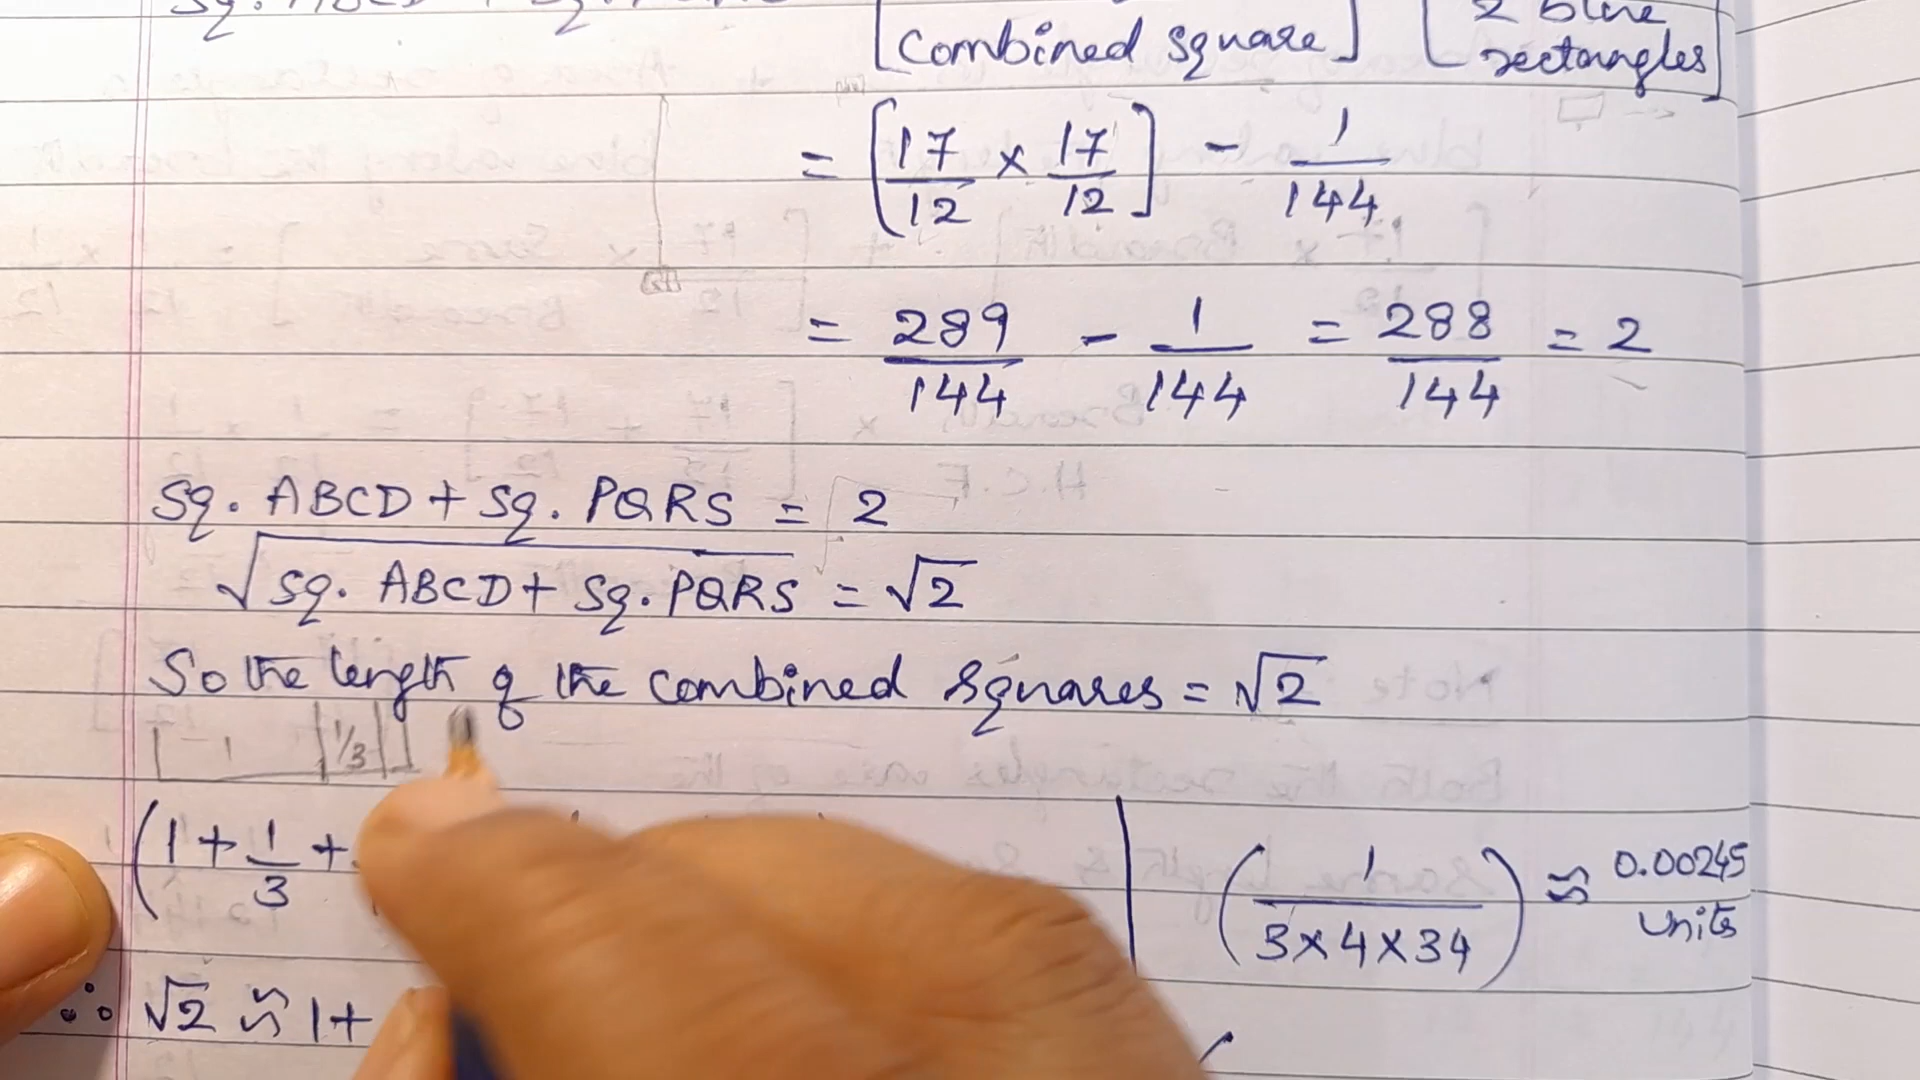 [combined square] [2 blue rectangles]
= [17/12 × 17/12] - 1/144
= 289/144 - 1/144 = 288/144 = 2
Sq. ABCD + Sq. PQRS = 2
√Sq. ABCD + Sq. PQRS = √2
So the length of the combined squares = √2
1 1/3
(1 + 1/3 +
(1/3×4×34) ≈ 0.00245 units
∴ √2 ≈ 1 +